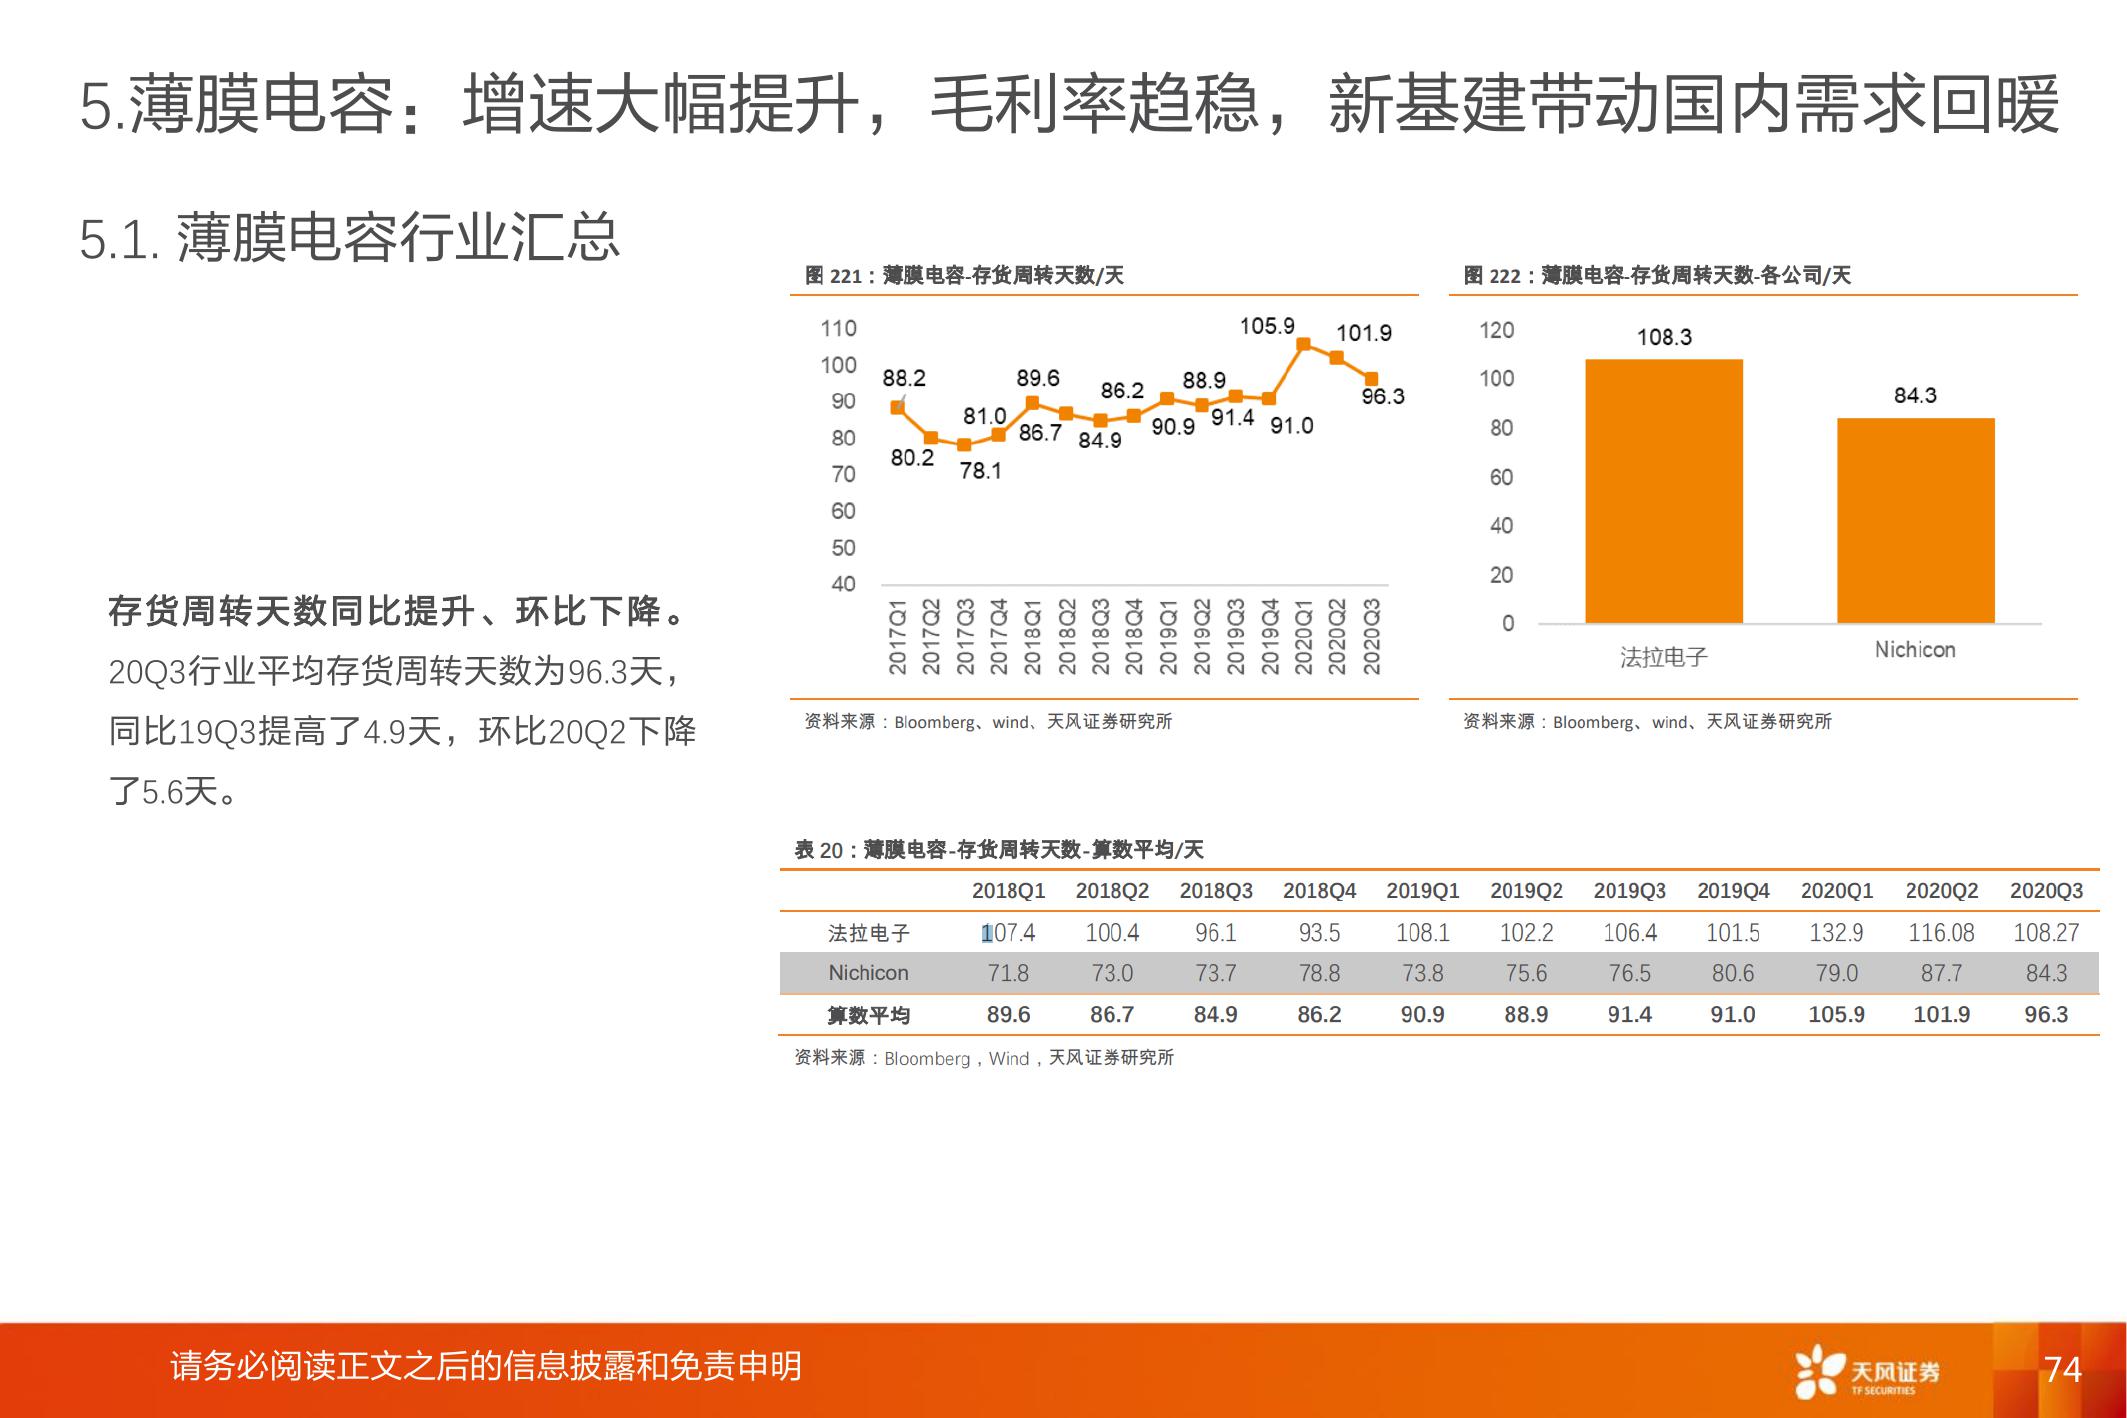 5.薄膜电容：增速大幅提升，毛利率趋稳，新基建带动国内需求回暖
5.1. 薄膜电容行业汇总
存货周转天数同比提升、环比下降。
20Q3行业平均存货周转天数为96.3天，
同比19Q3提高了4.9天，环比20Q2下降
了5.6天。
图 221：薄膜电容-存货周转天数/天
110
100
90
80
70
60
50
40
88.2
80.2
78.1
81.0
89.6
86.7
84.9
86.2
90.9
88.9
91.4
91.0
105.9
101.9
96.3
2017Q1
2017Q2
2017Q3
2017Q4
2018Q1
2018Q2
2018Q3
2018Q4
2019Q1
2019Q2
2019Q3
2019Q4
2020Q1
2020Q2
2020Q3
资料来源：Bloomberg、wind、天风证券研究所
图 222：薄膜电容-存货周转天数-各公司/天
120
100
80
60
40
20
0
108.3
84.3
法拉电子
Nichicon
资料来源：Bloomberg、wind、天风证券研究所
表 20：薄膜电容-存货周转天数-算数平均/天
2018Q1 2018Q2 2018Q3 2018Q4 2019Q1 2019Q2 2019Q3 2019Q4 2020Q1 2020Q2 2020Q3
法拉电子 107.4 100.4 96.1 93.5 108.1 102.2 106.4 101.5 132.9 116.08 108.27
Nichicon 71.8 73.0 73.7 78.8 73.8 75.6 76.5 80.6 79.0 87.7 84.3
算数平均 89.6 86.7 84.9 86.2 90.9 88.9 91.4 91.0 105.9 101.9 96.3
资料来源：Bloomberg，Wind，天风证券研究所
请务必阅读正文之后的信息披露和免责申明
天风证券
TF SECURITIES
74